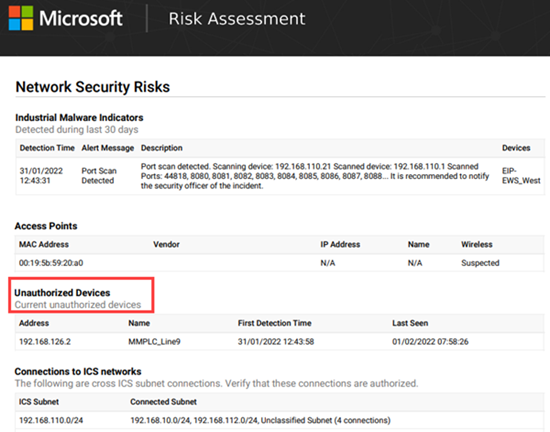 Microsoft Risk Assessment
Network Security Risks
Industrial Malware Indicators
Detected during last 30 days
Detection Time Alert Message Description Devices
31/01/2022 12:43:31 Port Scan Detected Port scan detected. Scanning device: 192.168.110.21 Scanned device: 192.168.110.1 Scanned Ports: 44818, 8080, 8081, 8082, 8083, 8084, 8085, 8086, 8087, 8088... It is recommended to notify the security officer of the incident. EIP-EWS_West
Access Points
MAC Address Vendor IP Address Name Wireless
00:19:5b:59:20:a0 N/A N/A Suspected
Unauthorized Devices
Current unauthorized devices
Address Name First Detection Time Last Seen
192.168.126.2 MMPLC_Line9 31/01/2022 12:43:58 01/02/2022 07:58:26
Connections to ICS networks
The following are cross ICS subnet connections. Verify that these connections are authorized.
ICS Subnet Connected Subnet
192.168.110.0/24 192.168.10.0/24, 192.168.112.0/24, Unclassified Subnet (4 connections)